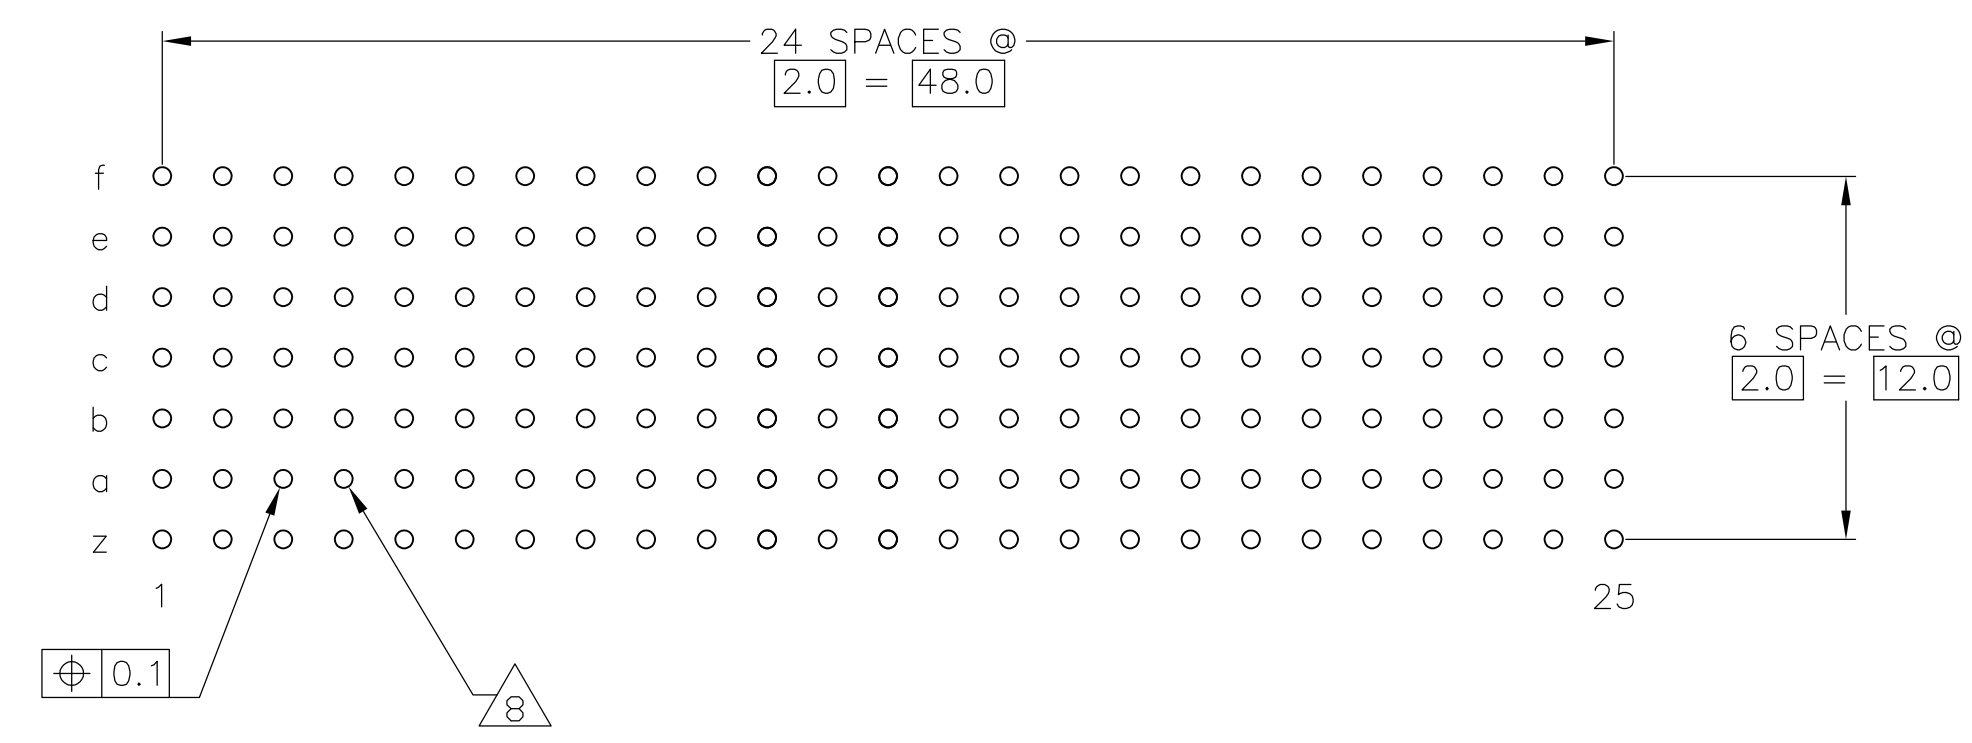 24 SPACES @
2.0 = 48.0
f
e
d
c
6 SPACES @
2.0 = 12.0
b
a
z
1
25
⌖ 0.1
8